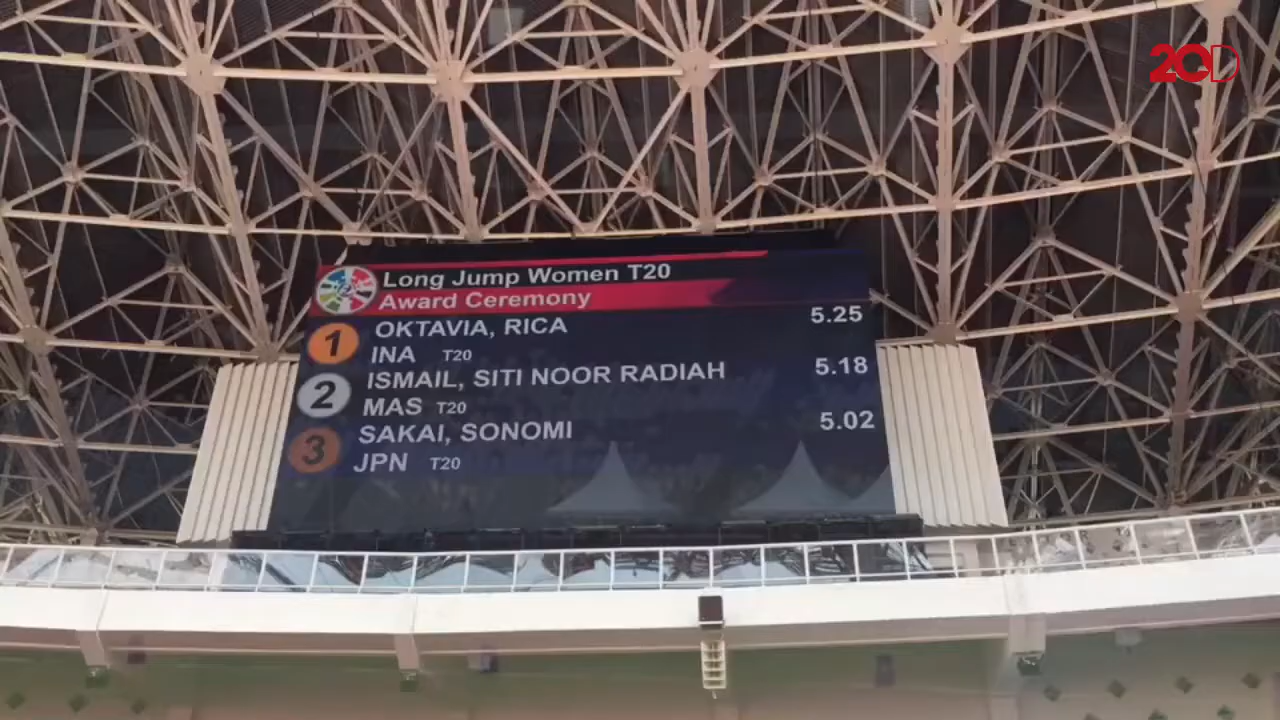 20D
Long Jump Women T20
Award Ceremony
1 OKTAVIA, RICA 5.25
INA T20
2 ISMAIL, SITI NOOR RADIAH 5.18
MAS T20
3 SAKAI, SONOMI 5.02
JPN T20